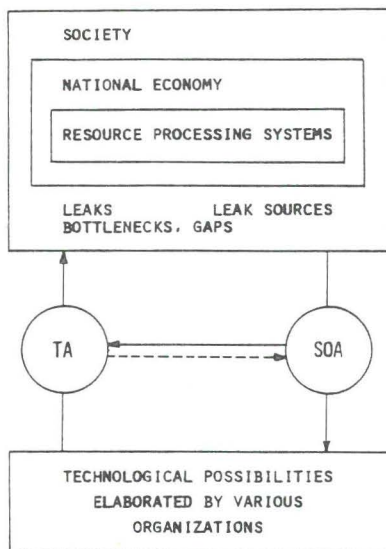 SOCIETY
NATIONAL ECONOMY
RESOURCE PROCESSING SYSTEMS
LEAKS LEAK SOURCES
BOTTLENECKS, GAPS
TA SOA
TECHNOLOGICAL POSSIBILITIES
ELABORATED BY VARIOUS
ORGANIZATIONS